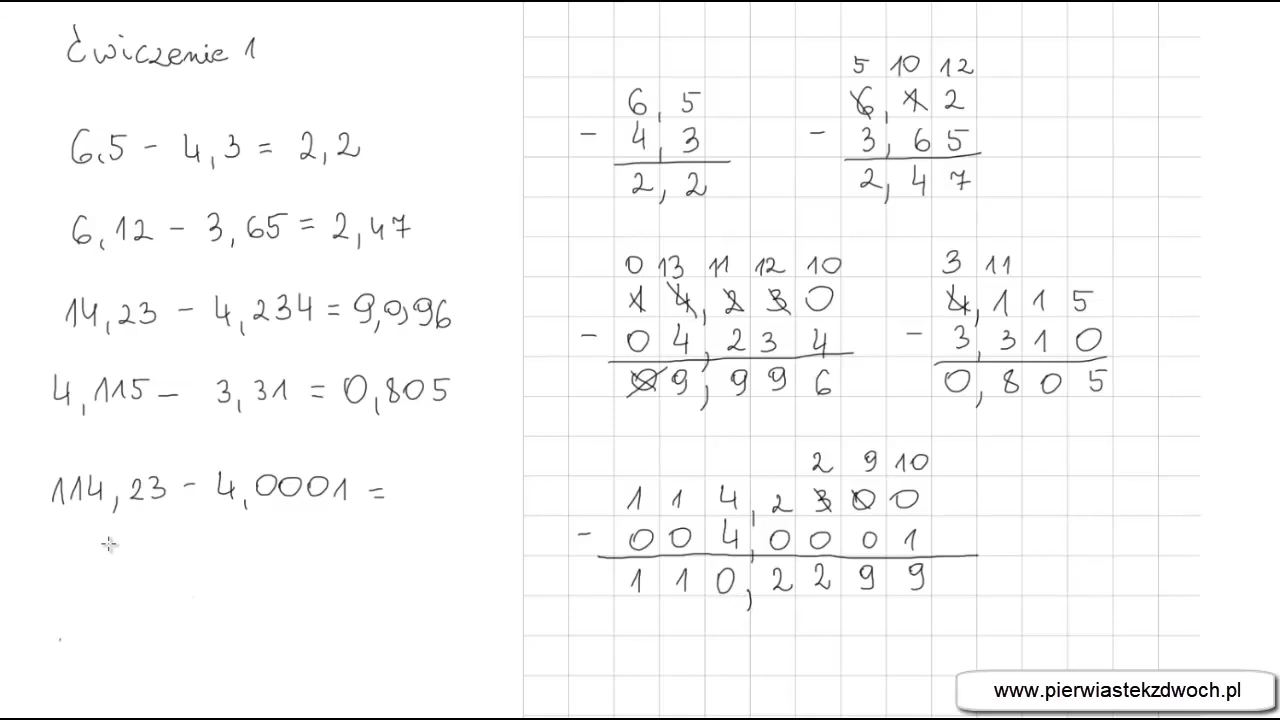 Ćwiczenie 1
6,5 - 4,3 = 2,2
6,12 - 3,65 = 2,47
14,23 - 4,234 = 9,996
4,115 - 3,31 = 0,805
114,23 - 4,0001 =
6,5
- 4,3
2,2
5 10 12
6,12
- 3,65
2,47
0 13 11 12 10
14,230
- 04,234
09,996
3 11
4,115
- 3,310
0,805
2 9 10
114,2300
- 004,0001
110,2299
www.pierwiastekzdwoch.pl